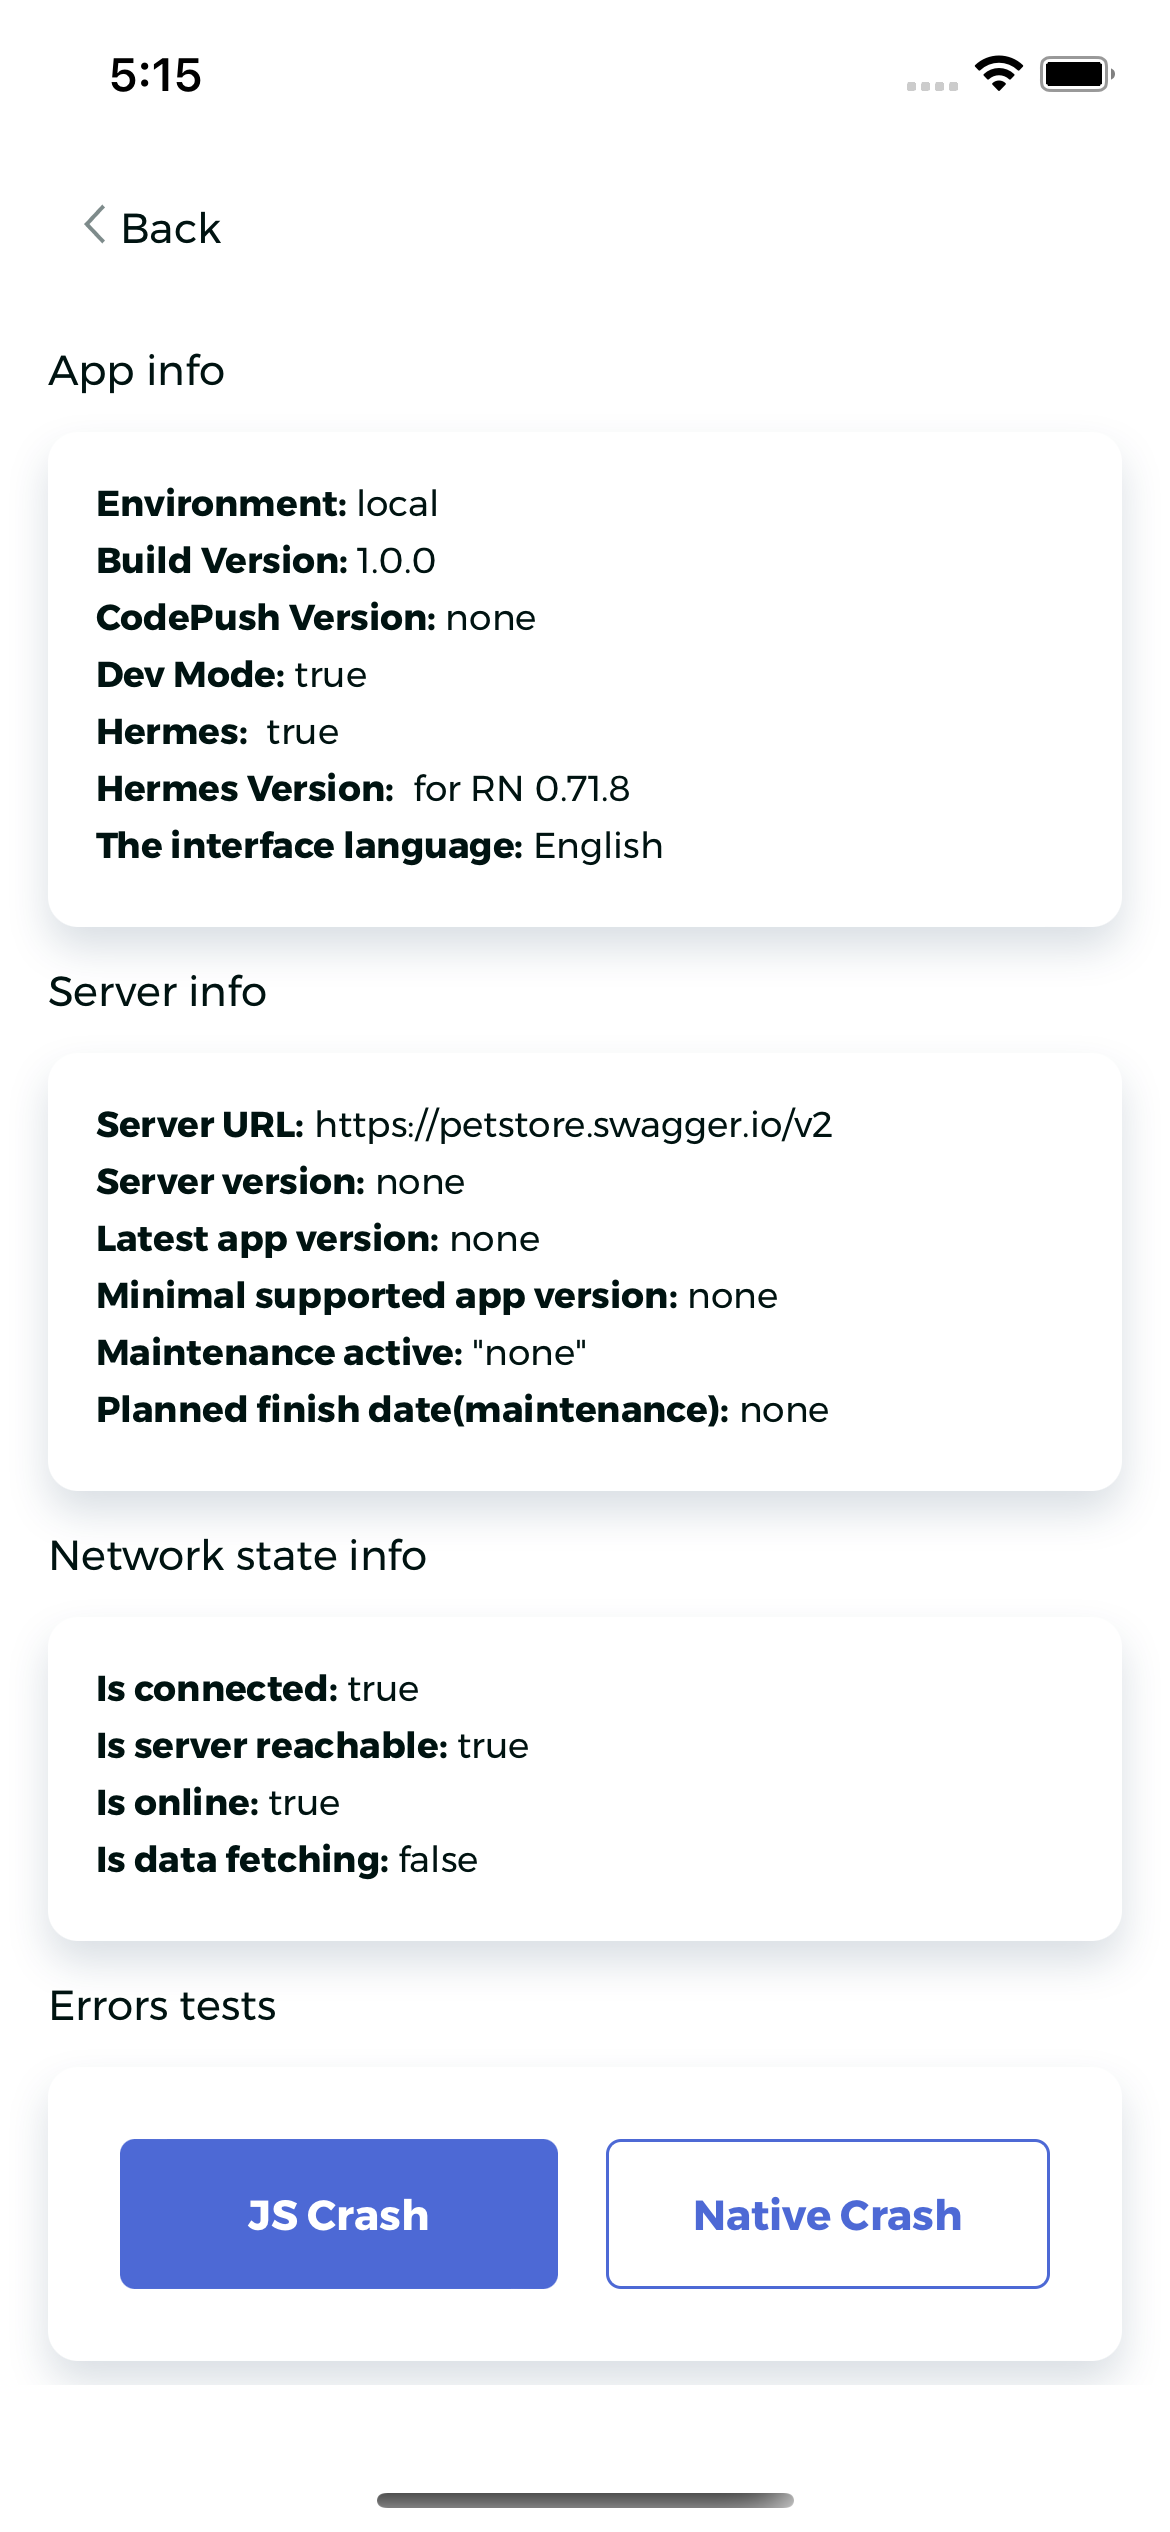 5:15
Back
App info
Environment: local
Build Version: 1.0.0
CodePush Version: none
Dev Mode: true
Hermes:  true
Hermes Version:  for RN 0.71.8
The interface language: English
Server info
Server URL: https://petstore.swagger.io/v2
Server version: none
Latest app version: none
Minimal supported app version: none
Maintenance active: "none"
Planned finish date(maintenance): none
Network state info
Is connected: true
Is server reachable: true
Is online: true
Is data fetching: false
Errors tests
JS Crash
Native Crash